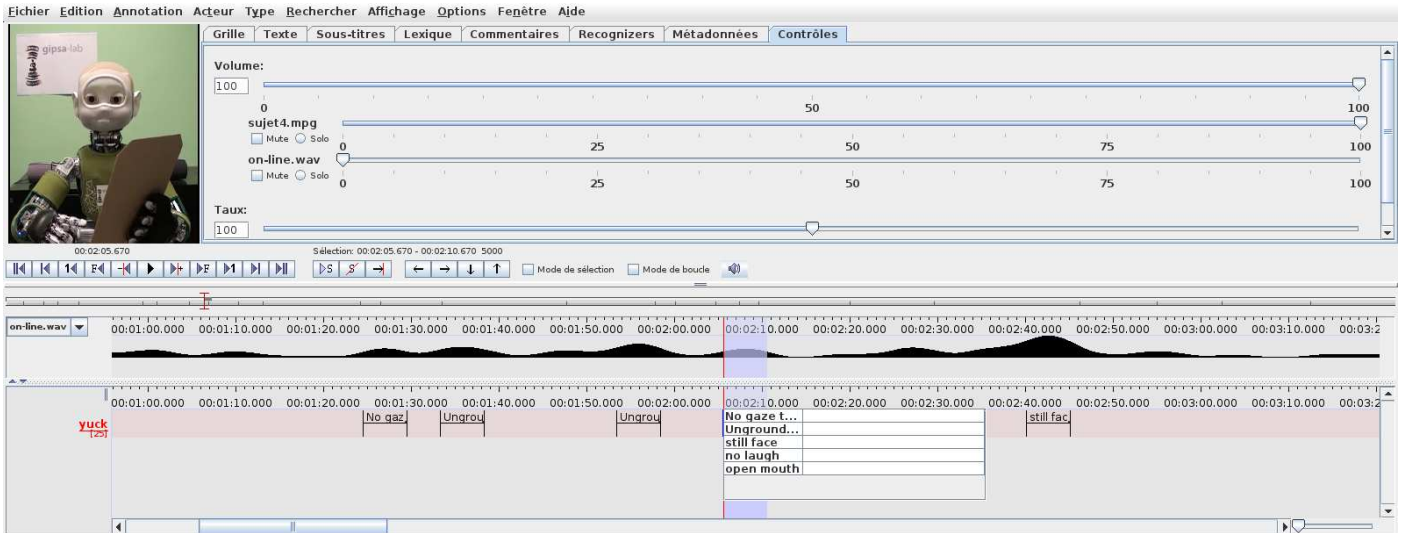 Fichier Edition Annotation Acteur Type Rechercher Affichage Options Fenêtre Aide
gipsa-lab
Grille Texte Sous-titres Lexique Commentaires Recognizers Métadonnées Contrôles
Volume:
100
0 50 100
sujet4.mpg
Mute Solo
0 25 50 75 100
on-line.wav
Mute Solo
0 25 50 75 100
Taux:
100
00:02:05.670 Sélection: 00:02:05.670 - 00:02:10.670 5000
1 F + F 1 S S Mode de sélection Mode de boucle
on-line.wav
00:01:00.000 00:01:10.000 00:01:20.000 00:01:30.000 00:01:40.000 00:01:50.000 00:02:00.000 00:02:10.000 00:02:20.000 00:02:30.000 00:02:40.000 00:02:50.000 00:03:00.000 00:03:10.000 00:03:2
00:01:00.000 00:01:10.000 00:01:20.000 00:01:30.000 00:01:40.000 00:01:50.000 00:02:00.000 00:02:10.000 00:02:20.000 00:02:30.000 00:02:40.000 00:02:50.000 00:03:00.000 00:03:10.000 00:03:2
yuck
[25]
No gaz Ungrou Ungrou No gaze t... still fac
Unground...
still face
no laugh
open mouth